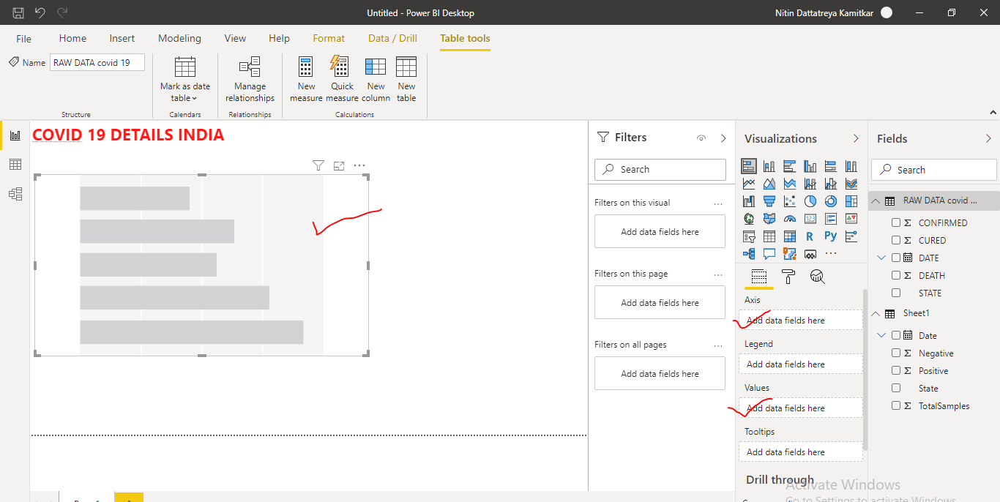 Untitled - Power BI Desktop
Nitin Dattatreya Kamitkar
File Home Insert Modeling View Help Format Data / Drill Table tools
Name RAW DATA covid 19
Mark as date table
Manage relationships
New measure
Quick measure
New column
New table
Structure
Calendars
Relationships
Calculations
COVID 19 DETAILS INDIA
Filters
Search
Filters on this visual ...
Add data fields here
Filters on this page ...
Add data fields here
Filters on all pages ...
Add data fields here
Visualizations
123
R
Py
...
Axis
Add data fields here
Legend
Add data fields here
Values
Add data fields here
Tooltips
Add data fields here
Drill through
Fields
Search
RAW DATA covid ...
Σ CONFIRMED
Σ CURED
DATE
Σ DEATH
STATE
Sheet1
Date
Σ Negative
Σ Positive
State
Σ TotalSamples
Activate Windows
Go to Settings to activate Windows.